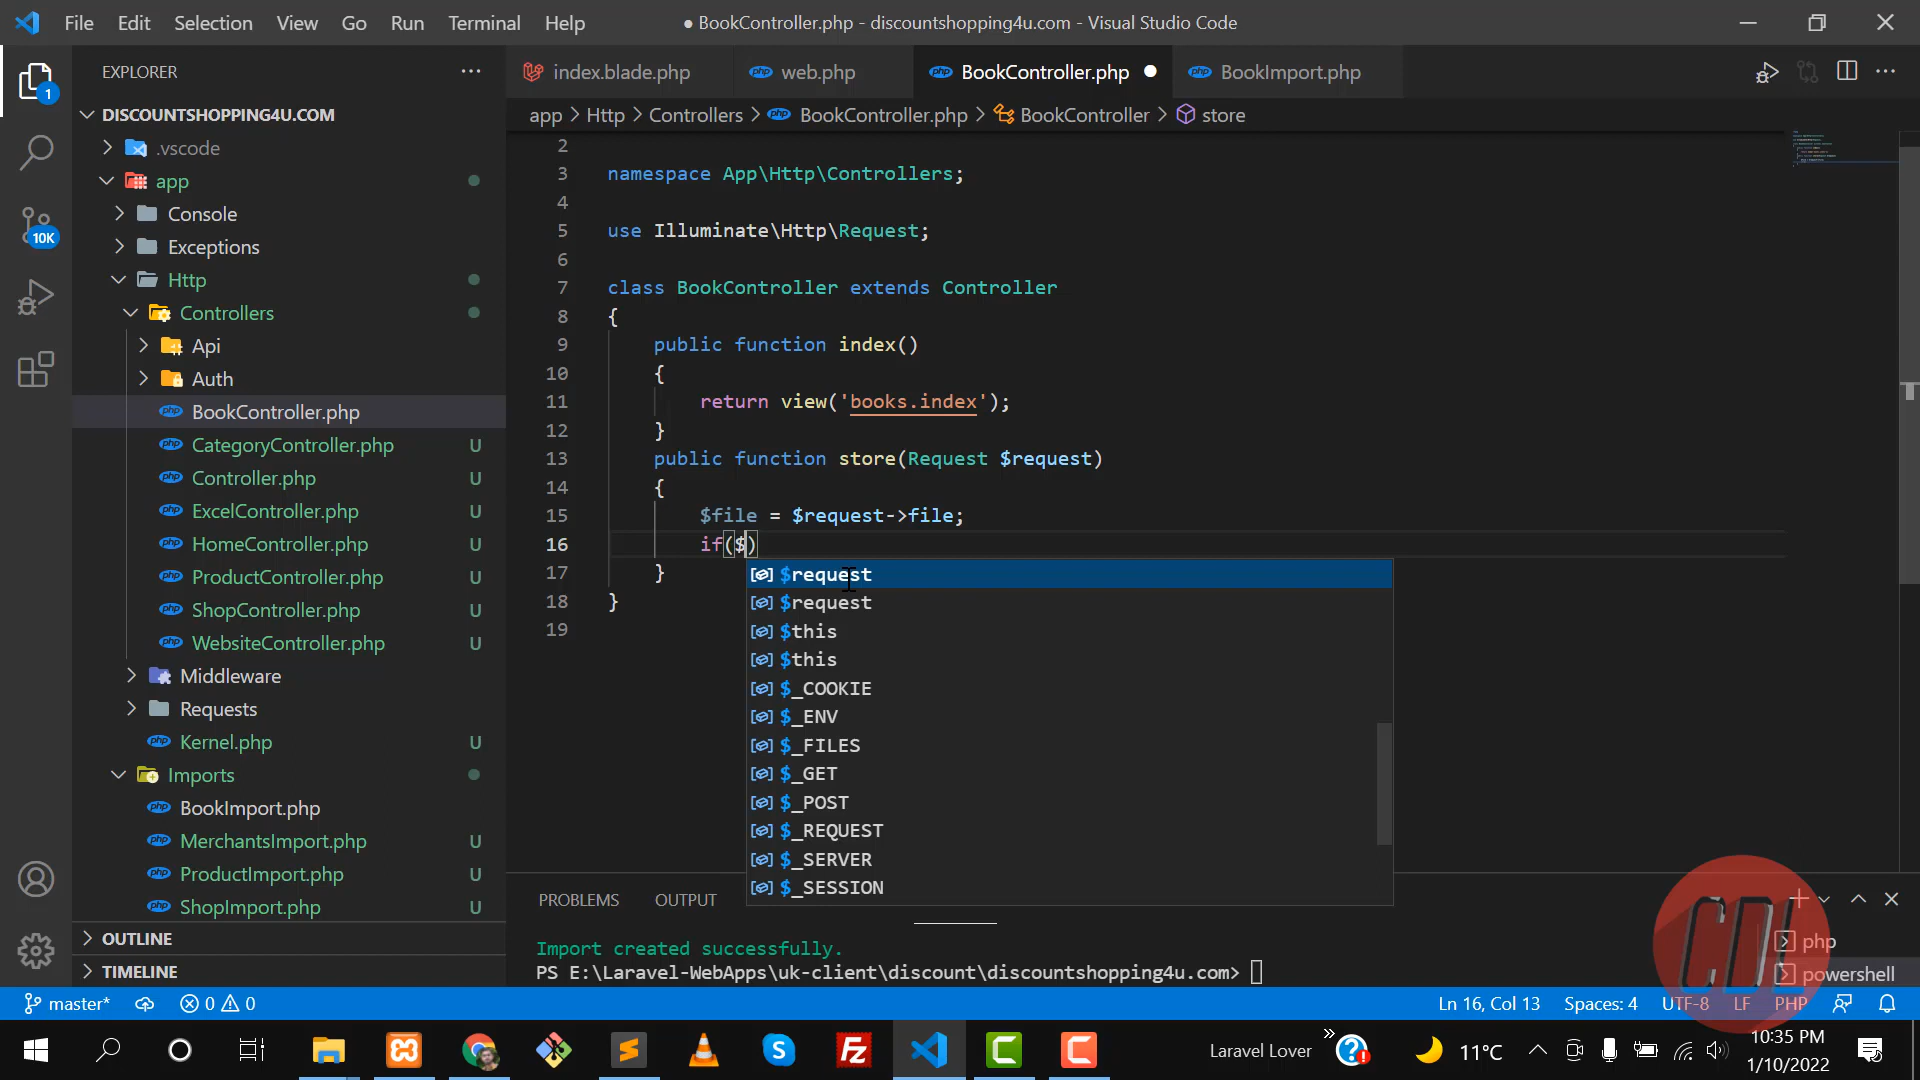 File Edit Selection View Go Run Terminal Help
● BookController.php - discountshopping4u.com - Visual Studio Code
EXPLORER
index.blade.php
web.php
BookController.php
BookImport.php
1
DISCOUNTSHOPPING4U.COM
app > Http > Controllers > BookController.php > BookController > store
.vscode
app
Console
10K
Exceptions
Http
Controllers
Api
Auth
BookController.php
CategoryController.php U
Controller.php U
ExcelController.php U
HomeController.php U
ProductController.php U
ShopController.php U
WebsiteController.php U
Middleware
Requests
Kernel.php U
Imports
BookImport.php
MerchantsImport.php U
ProductImport.php U
ShopImport.php U
OUTLINE
TIMELINE
2
3 namespace App\Http\Controllers;
4
5 use Illuminate\Http\Request;
6
7 class BookController extends Controller
8 {
9 public function index()
10 {
11 return view('books.index');
12 }
13 public function store(Request $request)
14 {
15 $file = $request->file;
16 if($)
17 }
18 }
19
$request
$request
$this
$this
$_COOKIE
$_ENV
$_FILES
$_GET
$_POST
$_REQUEST
$_SERVER
$_SESSION
PROBLEMS OUTPUT
Import created successfully.
PS E:\Laravel-WebApps\uk-client\discount\discountshopping4u.com>
php
powershell
CDL
master* 0 0
Ln 16, Col 13 Spaces: 4 UTF-8 LF PHP
Laravel Lover
11°C
10:35 PM
1/10/2022